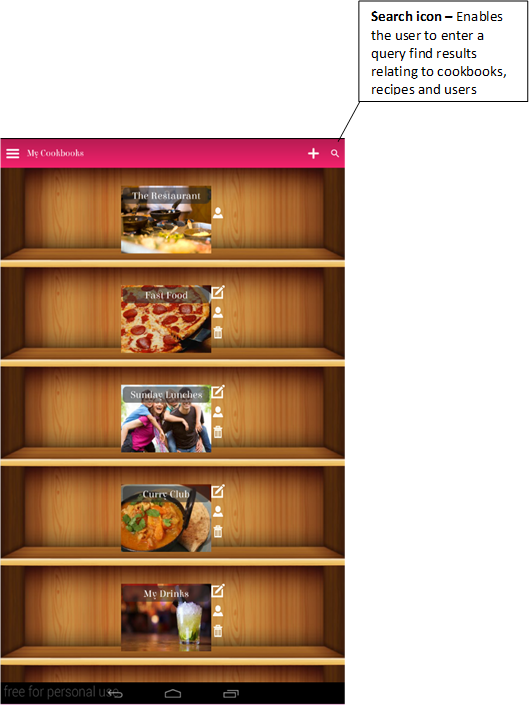 Search icon – Enables
the user to enter a
query find results
relating to cookbooks,
recipes and users
My Cookbooks
The Restaurant
Fast Food
Sunday Lunches
Curry Club
My Drinks
free for personal use